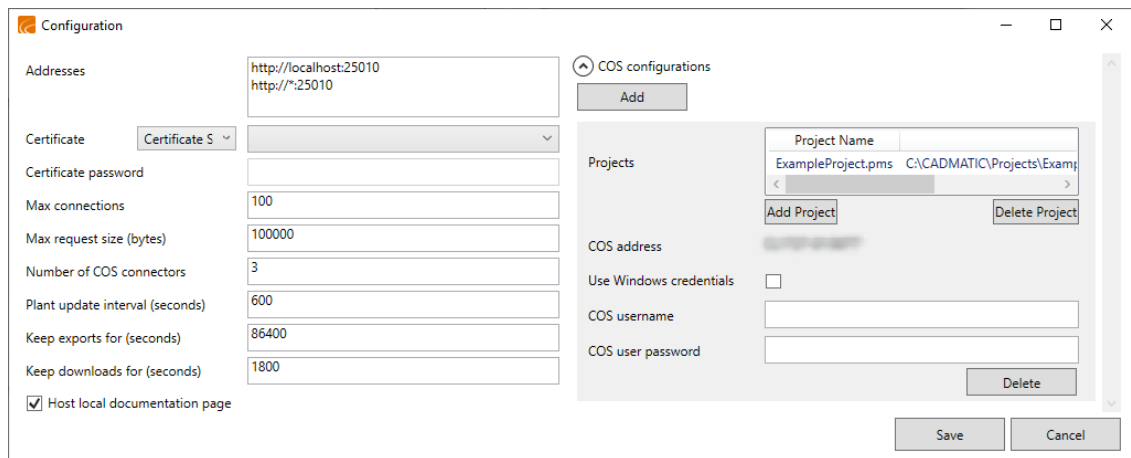 Configuration
Addresses
http://localhost:25010
http://*:25010
Certificate
Certificate S
Certificate password
Max connections
100
Max request size (bytes)
100000
Number of COS connectors
3
Plant update interval (seconds)
600
Keep exports for (seconds)
86400
Keep downloads for (seconds)
1800
Host local documentation page
COS configurations
Add
Projects
Project Name
ExampleProject.pms C:\CADMATIC\Projects\Examp
Add Project
Delete Project
COS address
Use Windows credentials
COS username
COS user password
Delete
Save
Cancel